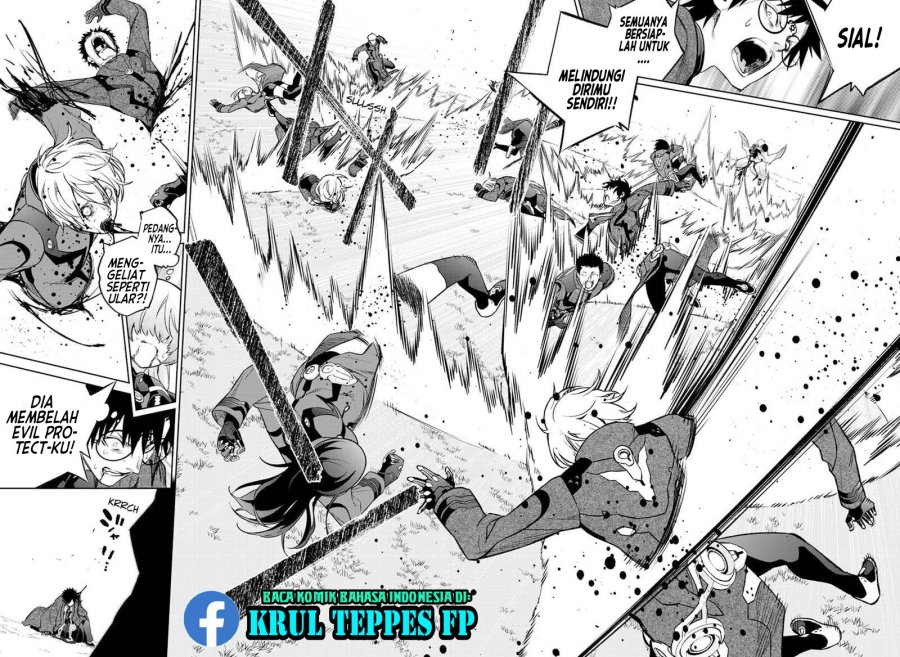 SIAL!
SEMUANYA
BERSIAP-
LAH UNTUK
....
MELINDUNGI
DIRIMU
SENDIRI!!
SLLLSSH
PEDANG-
NYA...
ITU...
MENG-
GELIAT
SEPERTI
ULAR?!
DIA
MEMBELAH
EVIL PRO-
TECT-KU!
KRRCH
BACA KOMIK BAHASA INDONESIA DI:
f KRUL TEPPES FP